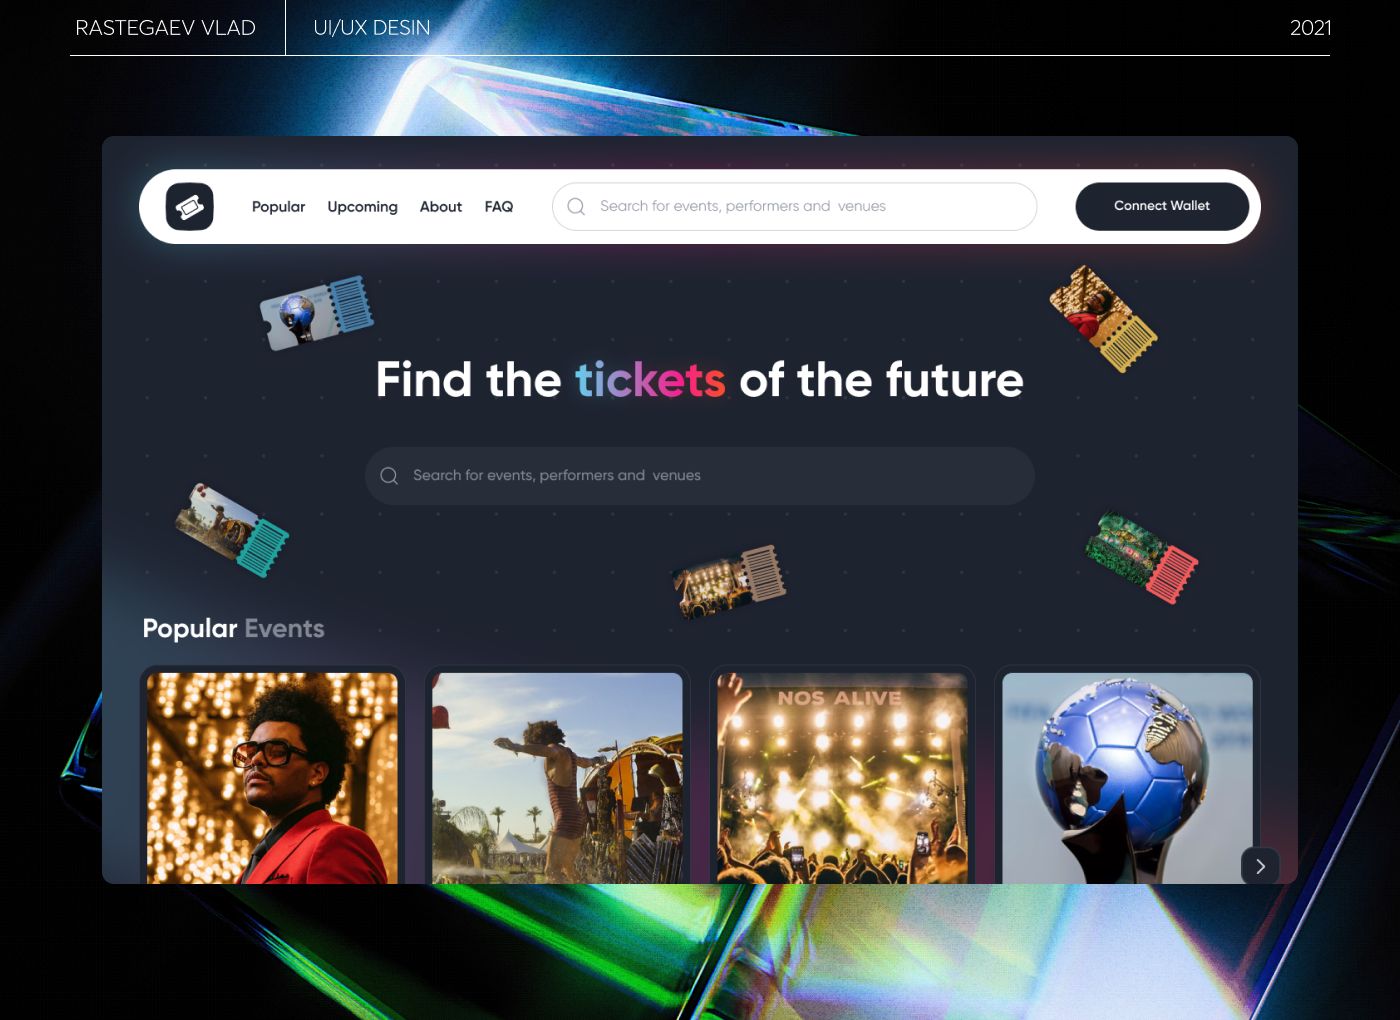 RASTEGAEV VLAD
UI/UX DESIN
2021
Popular
Upcoming
About
FAQ
Search for events, performers and venues
Connect Wallet
Find the tickets of the future
Search for events, performers and venues
Popular Events
NOS ALIVE